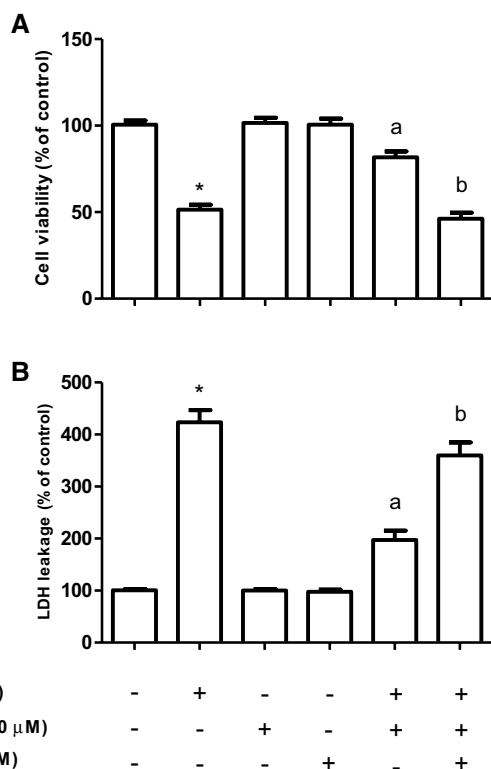 A
150
100
50
0
Cell viability (% of control)
*
a
b
B
500
400
300
200
100
0
LDH leakage (% of control)
*
a
b
) - + - - + +
0 µM) - - + - + +
M) - - - + - +